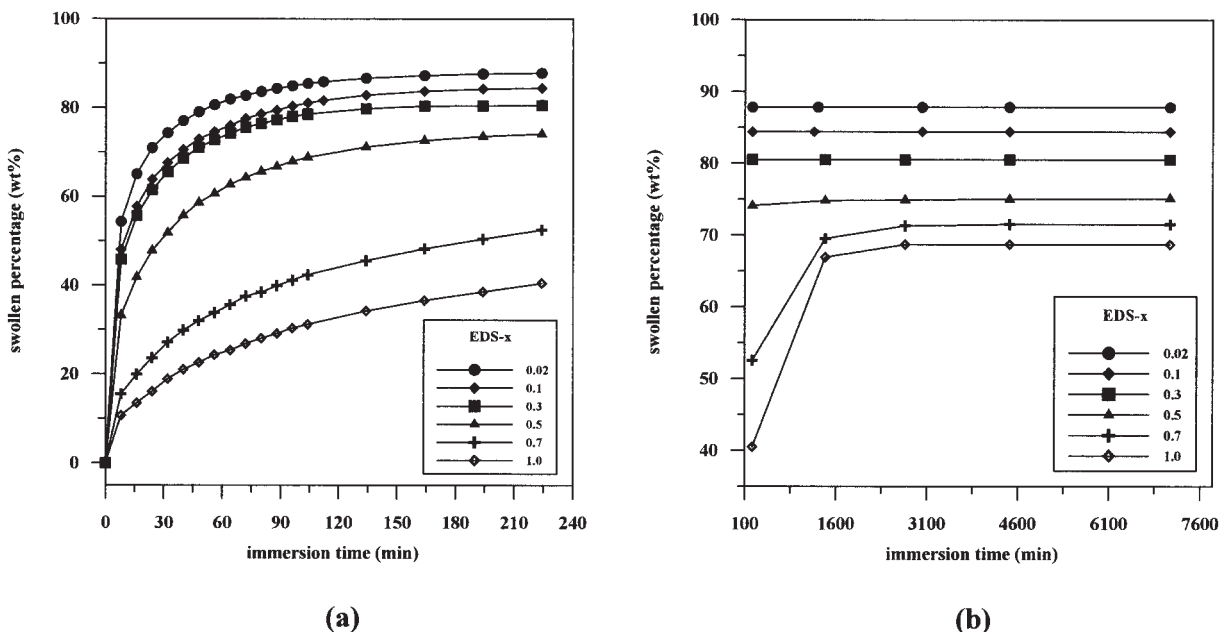 100
80
60
40
20
0
swollen percentage (wt%)
EDS-x
0.02
0.1
0.3
0.5
0.7
1.0
0 30 60 90 120 150 180 210 240
immersion time (min)
(a)
100
90
80
70
60
50
40
swollen percentage (wt%)
EDS-x
0.02
0.1
0.3
0.5
0.7
1.0
100 1600 3100 4600 6100 7600
immersion time (min)
(b)